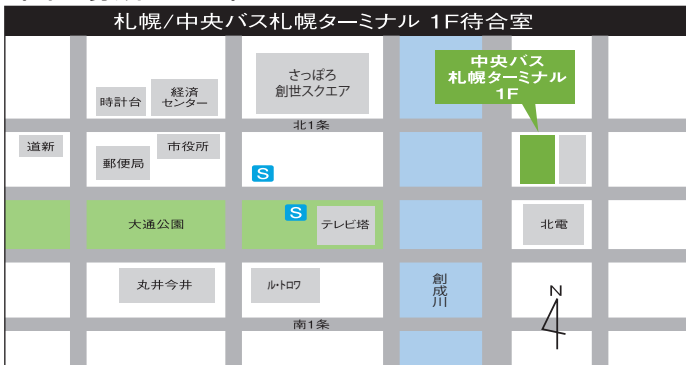 札幌/中央バス札幌ターミナル 1F待合室
さっぽろ
創世スクエア
中央バス
札幌ターミナル
1F
時計台
経済
センター
北1条
道新
郵便局
市役所
S
S
大通公園
テレビ塔
北電
丸井今井
ル・トロワ
創
成
川
N
南1条